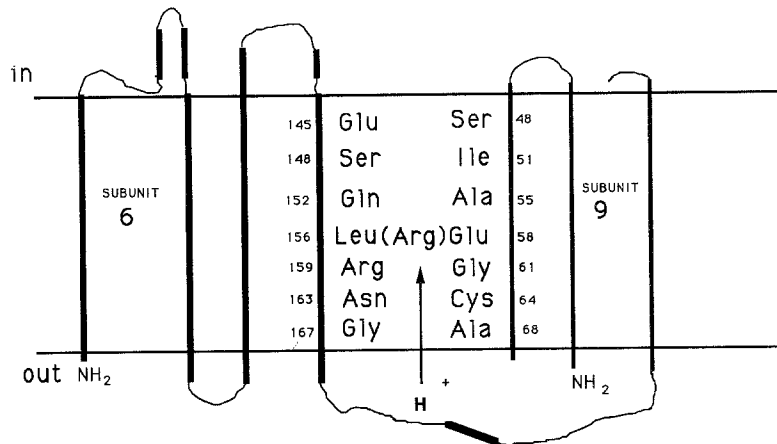 in
145 Glu Ser 48
148 Ser Ile 51
SUBUNIT 6
152 Gln Ala 55
SUBUNIT 9
156 Leu(Arg)Glu 58
159 Arg Gly 61
163 Asn Cys 64
167 Gly Ala 68
out NH2
H+
NH2